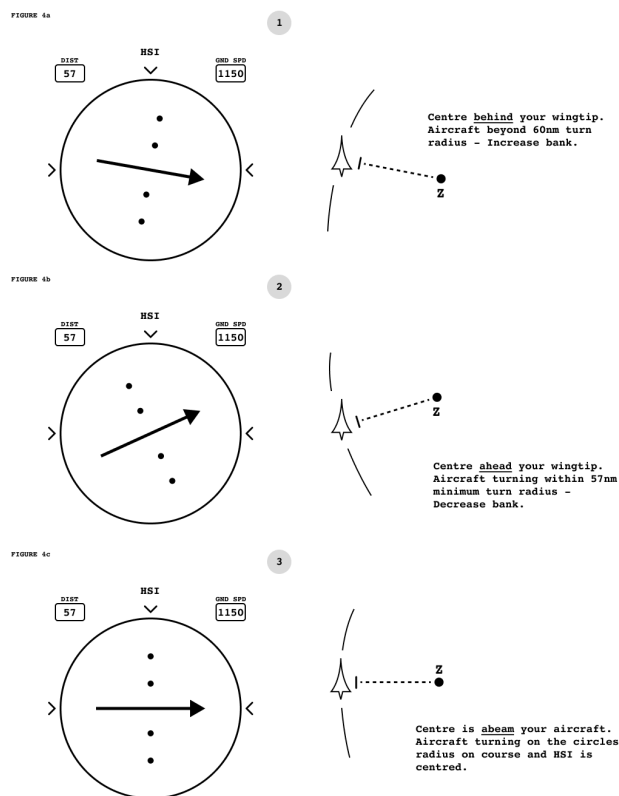 FIGURE 4a
1
HSI
DIST
GND SPD
57
1150
Centre behind your wingtip.
Aircraft beyond 60nm turn
radius - Increase bank.
Z
FIGURE 4b
2
HSI
DIST
GND SPD
57
1150
Z
Centre ahead your wingtip.
Aircraft turning within 57nm
minimum turn radius -
Decrease bank.
FIGURE 4c
3
HSI
DIST
GND SPD
57
1150
Z
Centre is abeam your aircraft.
Aircraft turning on the circles
radius on course and HSI is
centred.